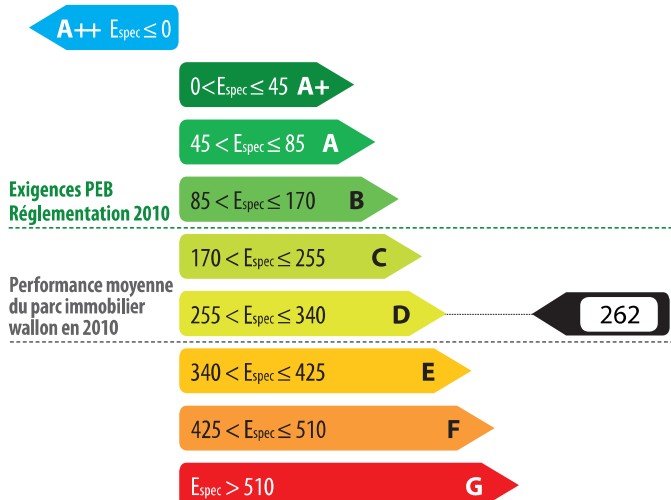 A++ Espec ≤ 0
0 < Espec ≤ 45 A+
45 < Espec ≤ 85 A
Exigences PEB
Réglementation 2010
85 < Espec ≤ 170 B
170 < Espec ≤ 255 C
Performance moyenne
du parc immobilier
wallon en 2010
255 < Espec ≤ 340 D
262
340 < Espec ≤ 425 E
425 < Espec ≤ 510 F
Espec > 510 G